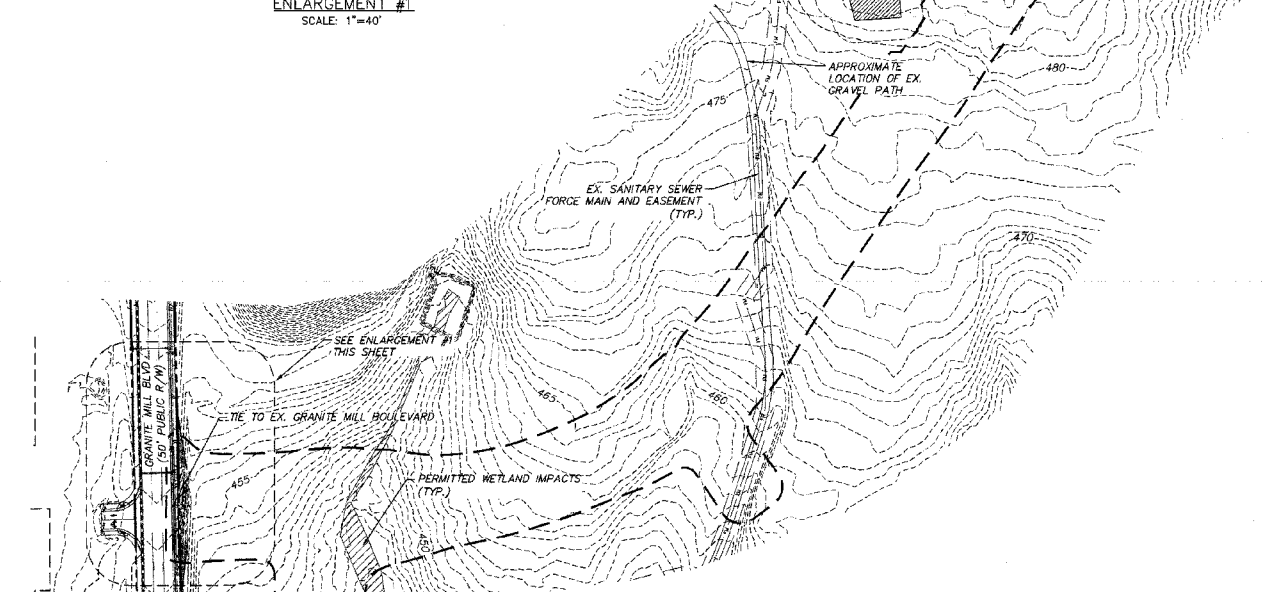 ENLARGEMENT #1
SCALE: 1"=40'
APPROXIMATE
LOCATION OF EX.
GRAVEL PATH
480
475
EX. SANITARY SEWER
FORCE MAIN AND EASEMENT
(TYP.)
470
SEE ENLARGEMENT #1
THIS SHEET
GRANITE MILL BLVD
(50' PUBLIC R/W)
465
460
TIE TO EX. GRANITE MILL BOULEVARD
455
PERMITTED WETLAND IMPACTS
(TYP.)
450